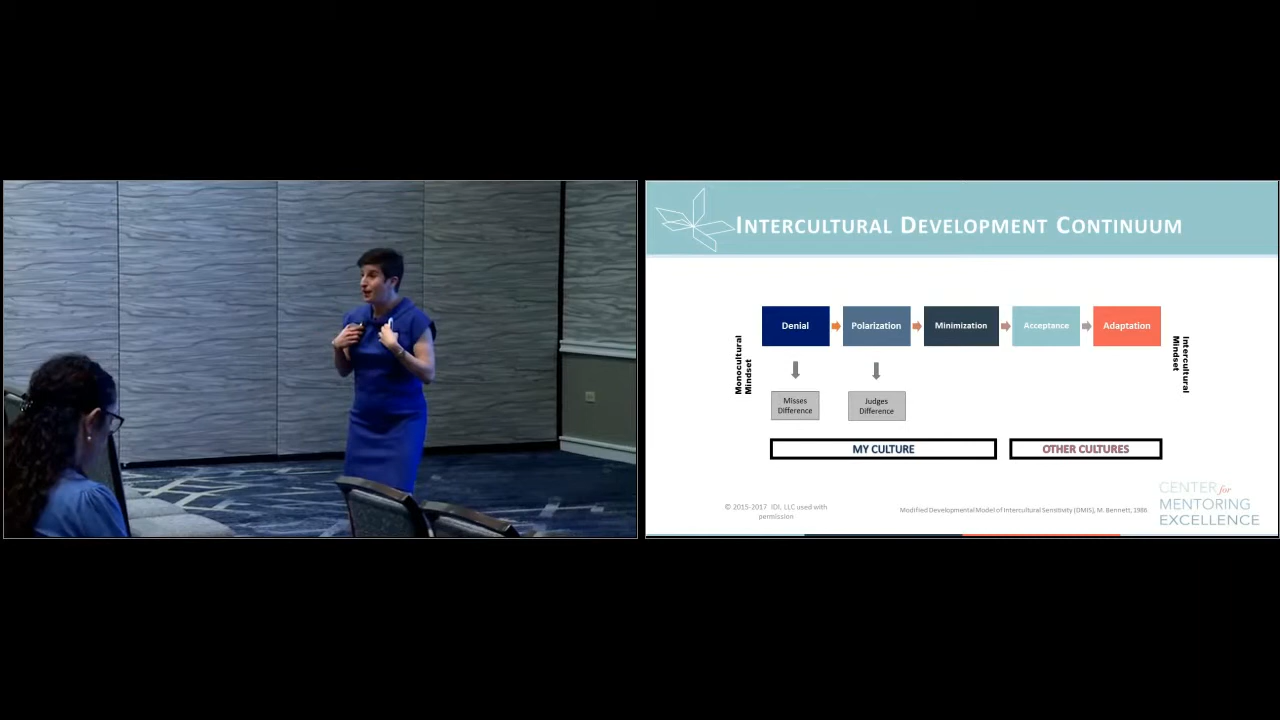 INTERCULTURAL DEVELOPMENT CONTINUUM
Denial
Polarization
Minimization
Acceptance
Adaptation
Monocultural
Mindset
Intercultural
Mindset
Misses
Difference
Judges
Difference
MY CULTURE
OTHER CULTURES
© 2015-2017 IDI, LLC used with
permission
Modified Developmental Model of Intercultural Sensitivity (DMIS), M. Bennett, 1986.
CENTER for
MENTORING
EXCELLENCE